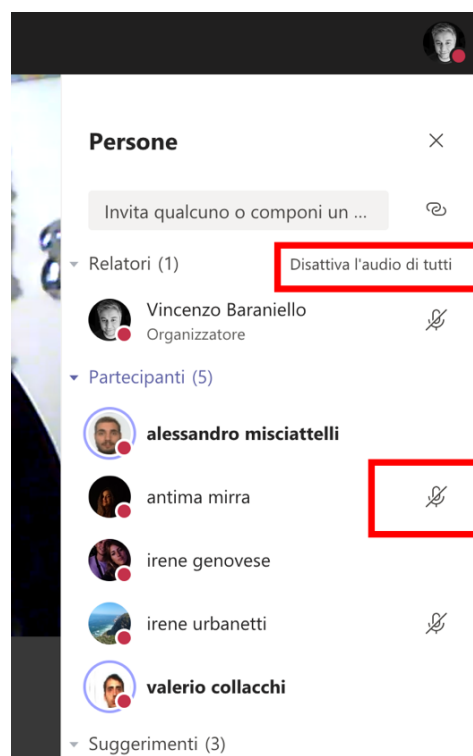 Persone
Invita qualcuno o componi un ...
Relatori (1) Disattiva l'audio di tutti
Vincenzo Baraniello
Organizzatore
Partecipanti (5)
alessandro misciattelli
antima mirra
irene genovese
irene urbanetti
valerio collacchi
Suggerimenti (3)